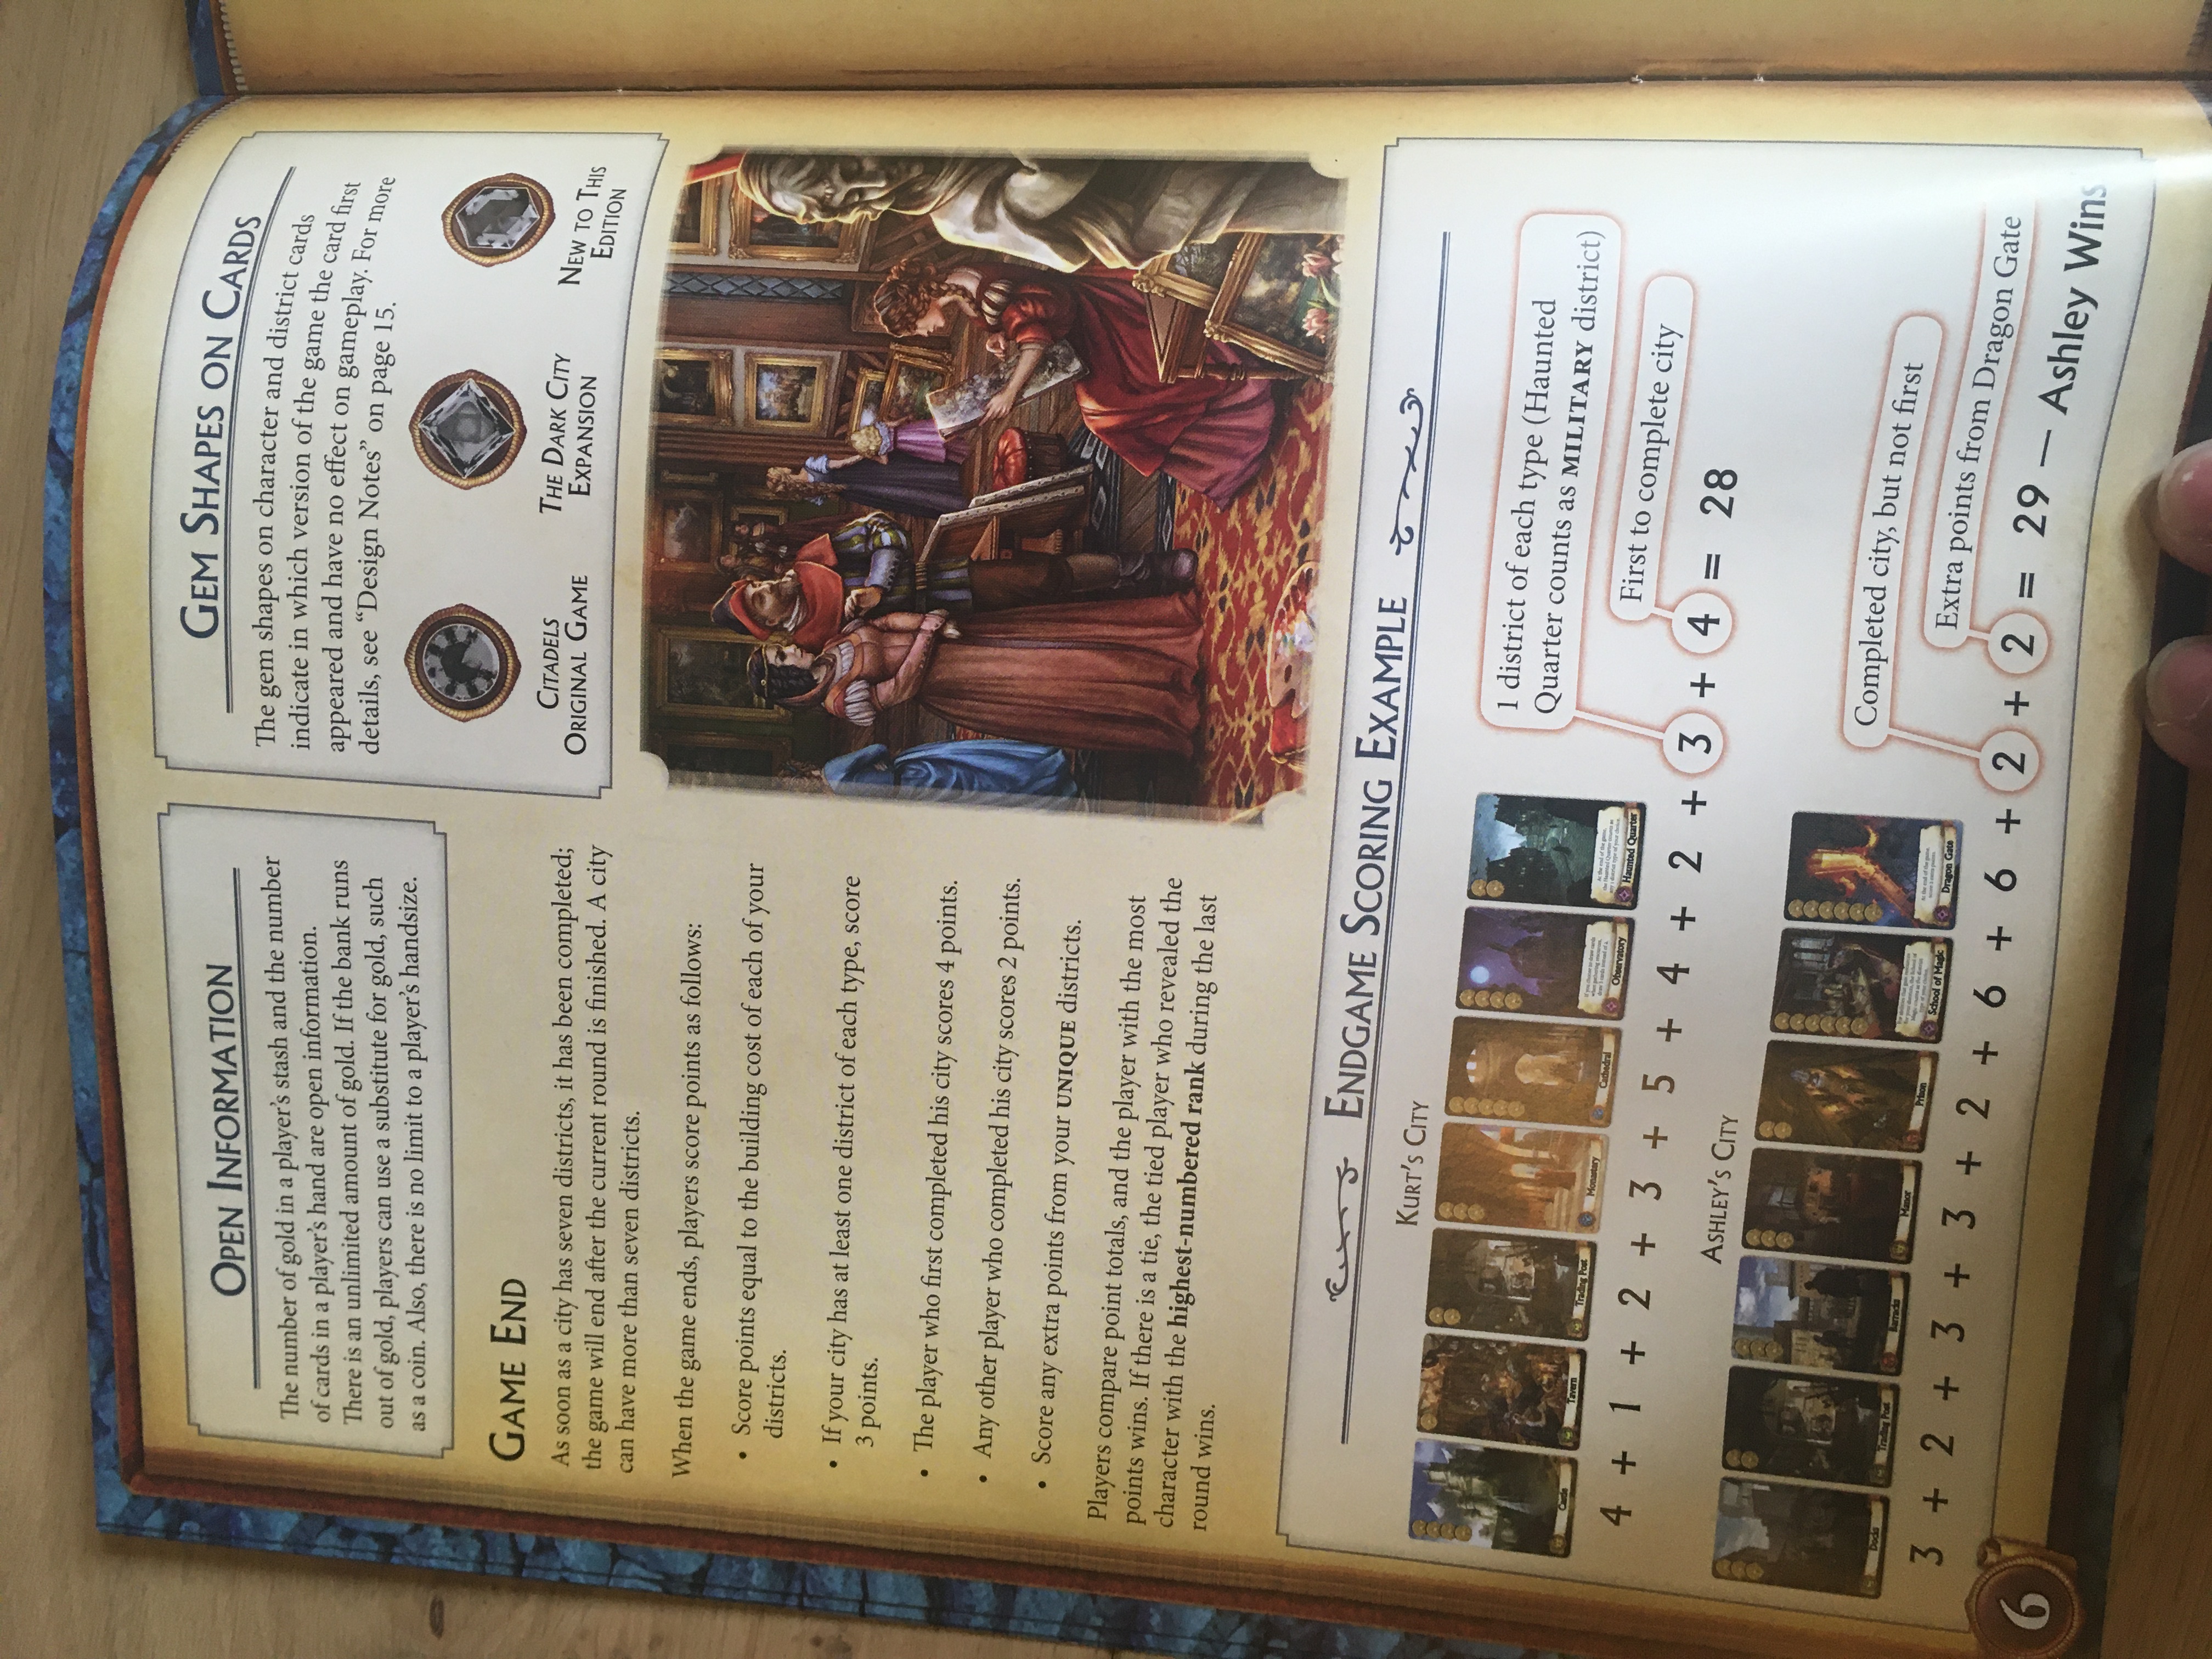 OPEN INFORMATION
The number of gold in a player's stash and the number
of cards in a player's hand are open information.
There is an unlimited amount of gold. If the bank runs
out of gold, players can use a substitute for gold, such
as a coin. Also, there is no limit to a player's handsize.
GEM SHAPES ON CARDS
The gem shapes on character and district cards
indicate in which version of the game the card first
appeared and have no effect on gameplay. For more
details, see “Design Notes” on page 15.
CITADELS
ORIGINAL GAME
THE DARK CITY
EXPANSION
NEW TO THIS
EDITION
GAME END
As soon as a city has seven districts, it has been completed;
the game will end after the current round is finished. A city
can have more than seven districts.
When the game ends, players score points as follows:
• Score points equal to the building cost of each of your
districts.
• If your city has at least one district of each type, score
3 points.
• The player who first completed his city scores 4 points.
• Any other player who completed his city scores 2 points.
• Score any extra points from your UNIQUE districts.
Players compare point totals, and the player with the most
points wins. If there is a tie, the tied player who revealed the
character with the highest-numbered rank during the last
round wins.
ENDGAME SCORING EXAMPLE
KURT'S CITY
Castle
Tavern
Trading Post
Monastery
Cathedral
Observatory
Haunted Quarter
1 district of each type (Haunted
Quarter counts as MILITARY district)
First to complete city
4 + 1 + 2 + 3 + 5 + 4 + 2 + 3 + 4 = 28
ASHLEY'S CITY
Docks
Trading Post
Barracks
Manor
Prison
School of Magic
Dragon Gate
Completed city, but not first
Extra points from Dragon Gate
3 + 2 + 3 + 3 + 2 + 6 + 6 + 2 + 2 = 29 — Ashley Wins
6